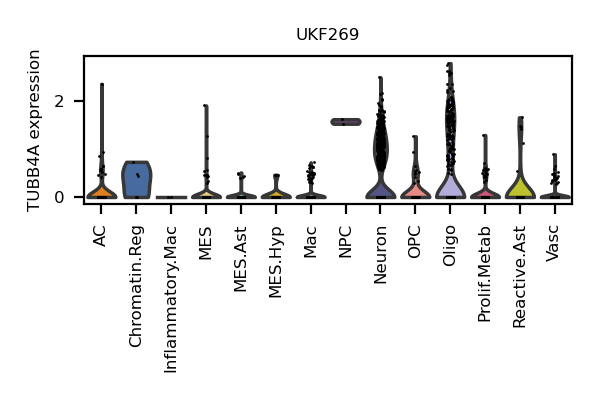 UKF269
TUBB4A expression
2
0
AC
Chromatin.Reg
Inflammatory.Mac
MES
MES.Ast
MES.Hyp
Mac
NPC
Neuron
OPC
Oligo
Prolif.Metab
Reactive.Ast
Vasc